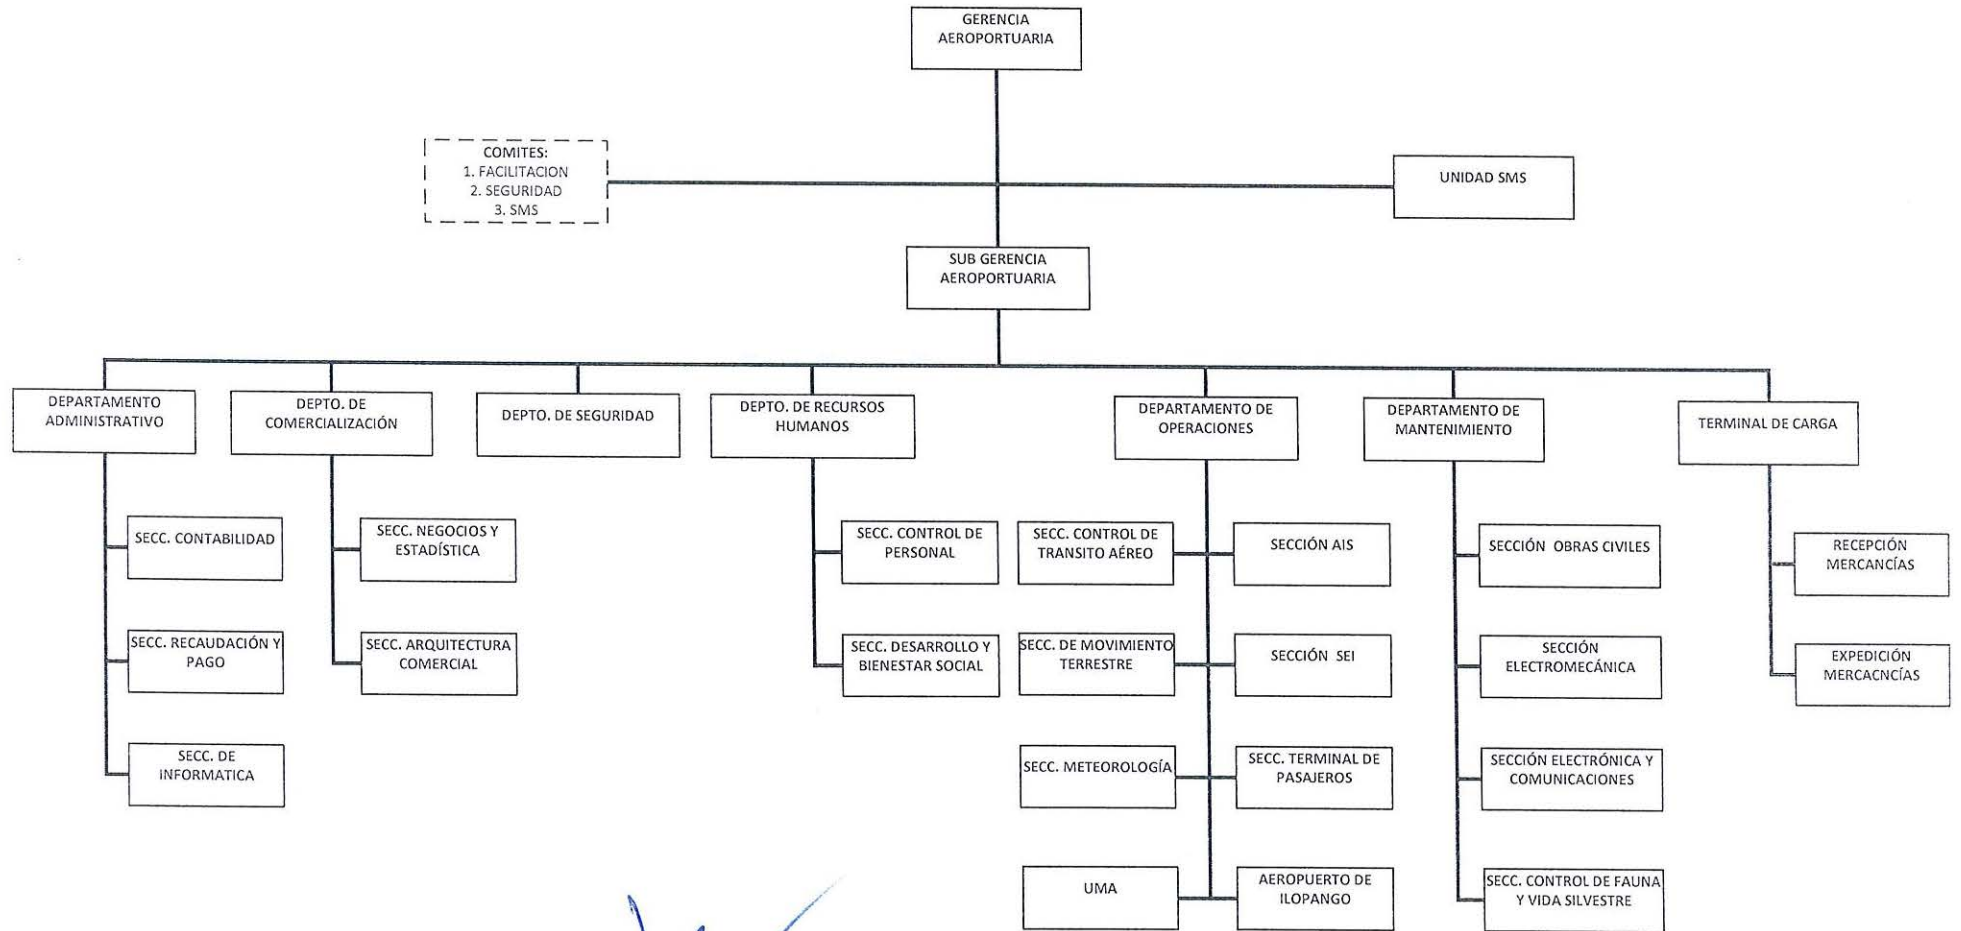 GERENCIA
AEROPORTUARIA
COMITES:
1. FACILITACION
2. SEGURIDAD
3. SMS
UNIDAD SMS
SUB GERENCIA
AEROPORTUARIA
DEPARTAMENTO
ADMINISTRATIVO
DEPTO. DE
COMERCIALIZACIÓN
DEPTO. DE SEGURIDAD
DEPTO. DE RECURSOS
HUMANOS
DEPARTAMENTO DE
OPERACIONES
DEPARTAMENTO DE
MANTENIMIENTO
TERMINAL DE CARGA
SECC. CONTABILIDAD
SECC. RECAUDACIÓN Y
PAGO
SECC. DE
INFORMATICA
SECC. NEGOCIOS Y
ESTADÍSTICA
SECC. ARQUITECTURA
COMERCIAL
SECC. CONTROL DE
PERSONAL
SECC. DESARROLLO Y
BIENESTAR SOCIAL
SECC. CONTROL DE
TRANSITO AÉREO
SECCIÓN AIS
SECC. DE MOVIMIENTO
TERRESTRE
SECCIÓN SEI
SECC. METEOROLOGÍA
SECC. TERMINAL DE
PASAJEROS
UMA
AEROPUERTO DE
ILOPANGO
SECCIÓN OBRAS CIVILES
SECCIÓN
ELECTROMECÁNICA
SECCIÓN ELECTRÓNICA Y
COMUNICACIONES
SECC. CONTROL DE FAUNA
Y VIDA SILVESTRE
RECEPCIÓN
MERCANCÍAS
EXPEDICIÓN
MERCACNCÍAS